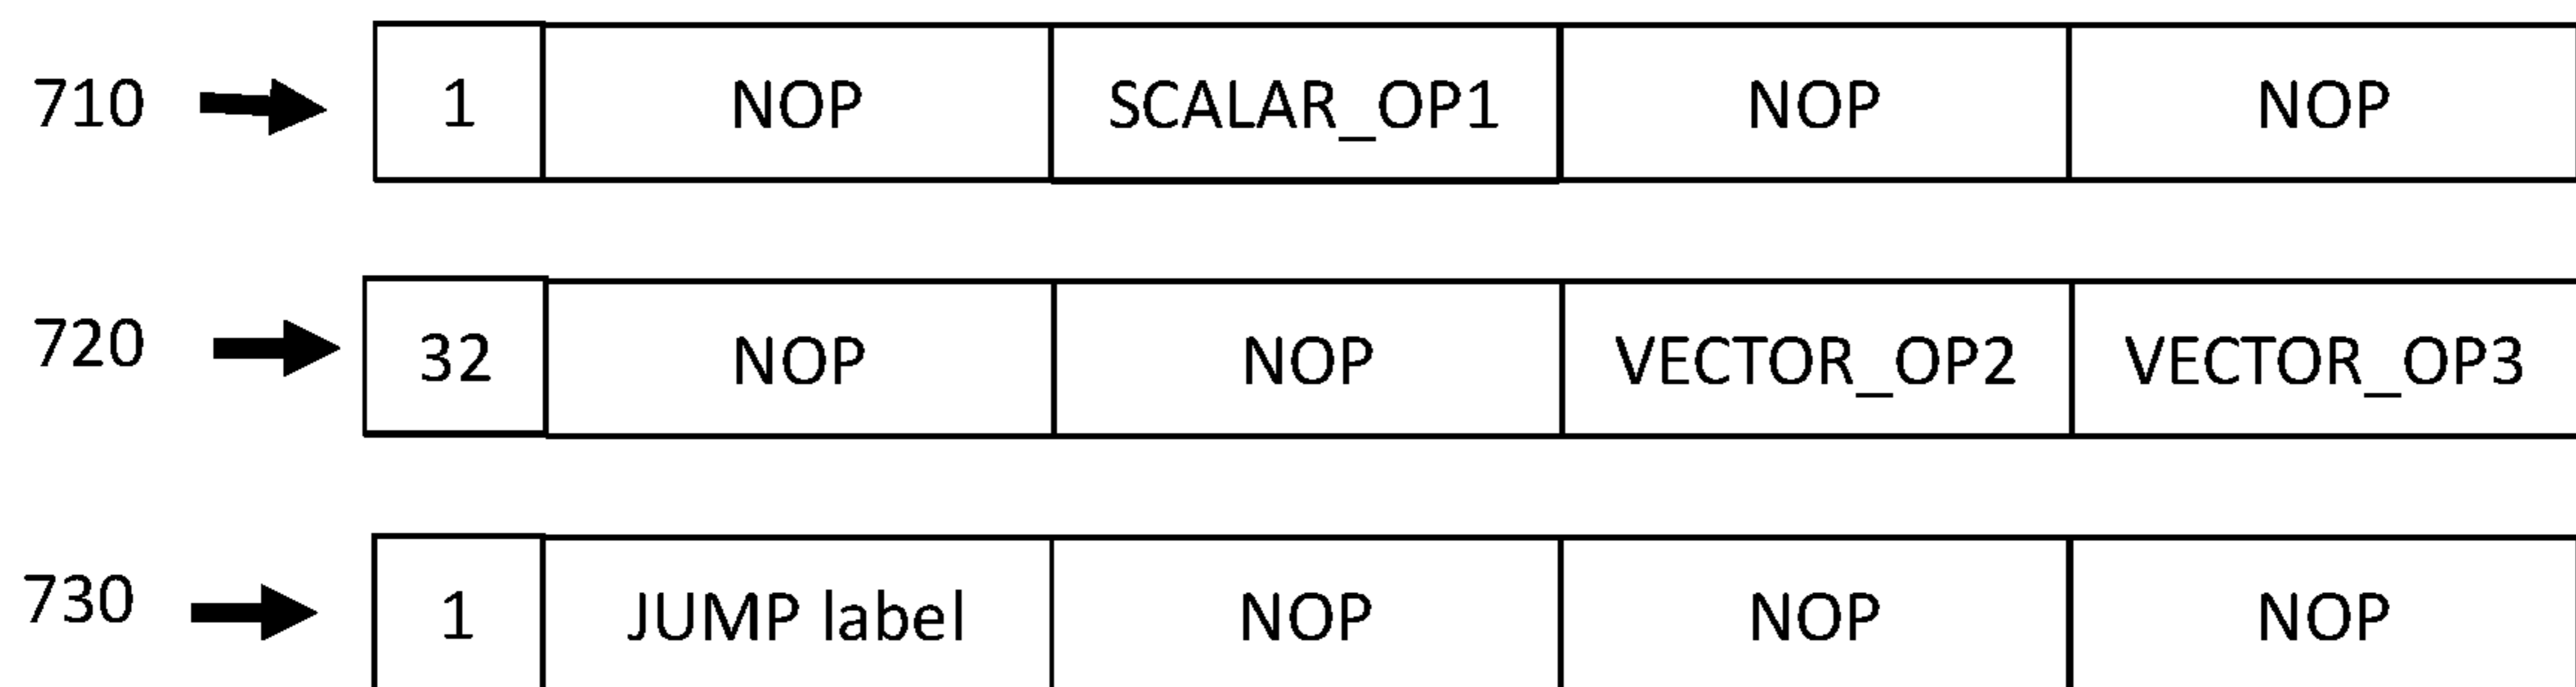 710 1 NOP SCALAR_OP1 NOP NOP
720 32 NOP NOP VECTOR_OP2 VECTOR_OP3
730 1 JUMP label NOP NOP NOP